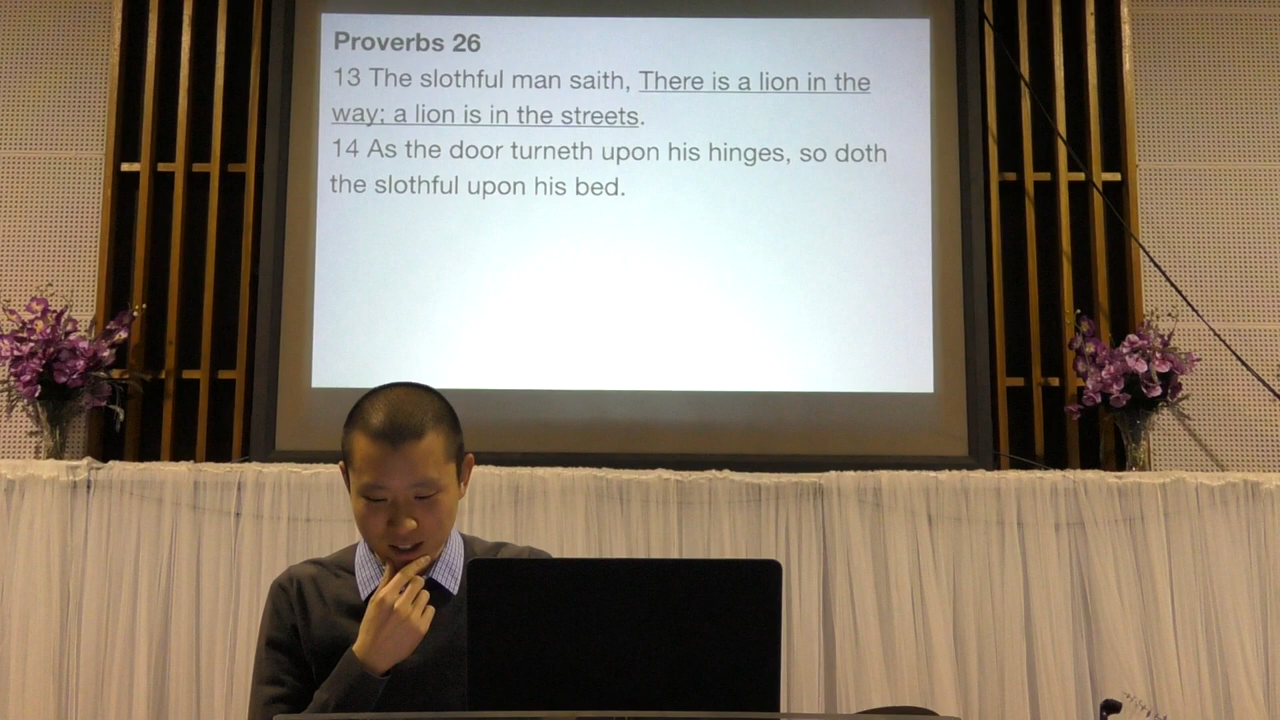 Proverbs 26
13 The slothful man saith, There is a lion in the
way; a lion is in the streets.
14 As the door turneth upon his hinges, so doth
the slothful upon his bed.